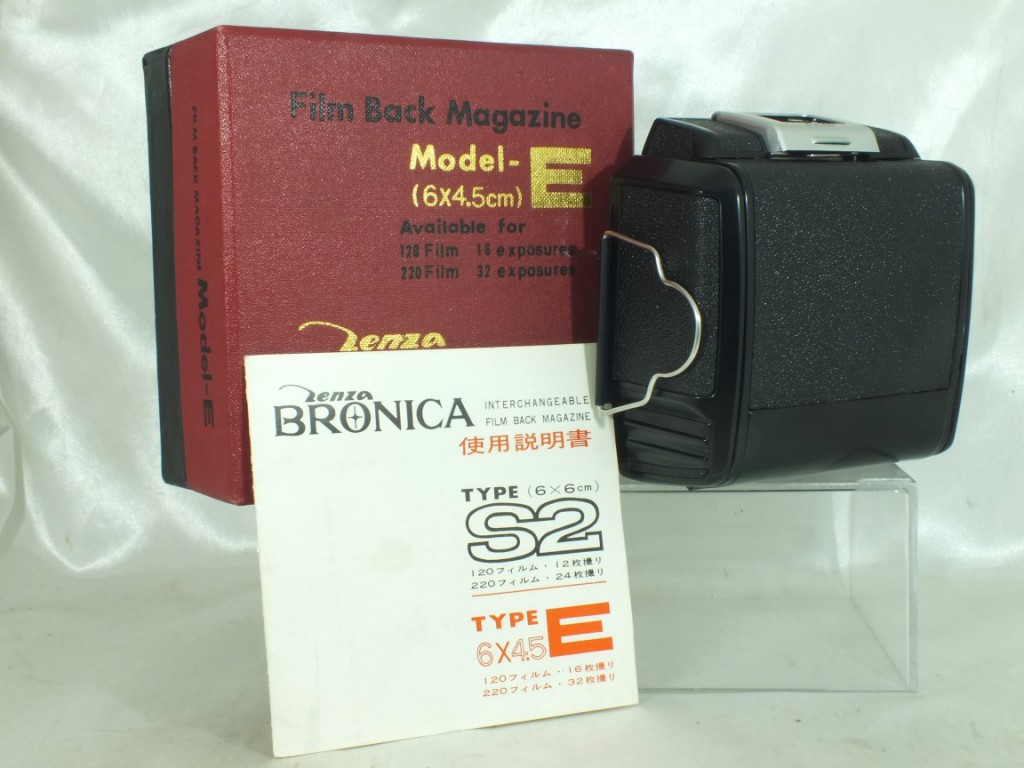 Film Back Magazine
Model-E
(6X4.5cm)
Available for
120 Film 16 exposures
220 Film 32 exposures
Zenza
FILM BACK MAGAZINE Model-E
Zenza
BRONICA
INTERCHANGEABLE
FILM BACK MAGAZINE
使用説明書
TYPE (6×6cm)
S2
120フィルム・12枚撮り
220フィルム・24枚撮り
TYPE E
6X4.5
120フィルム・16枚撮り
220フィルム・32枚撮り